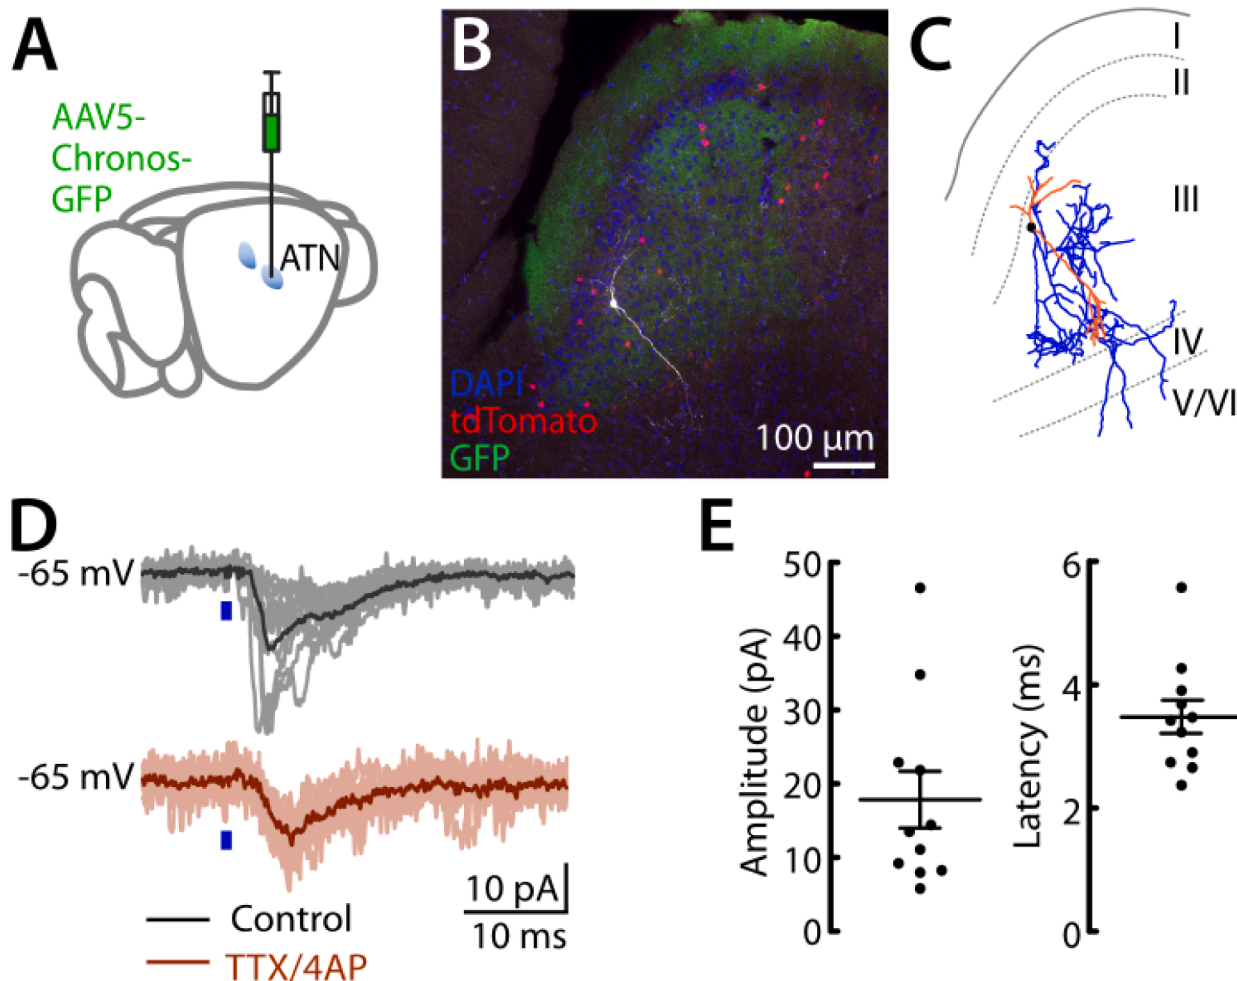 A
AAV5-
Chronos-
GFP
ATN
B
DAPI
tdTomato
GFP
100 µm
C
I
II
III
IV
V/VI
D
-65 mV
-65 mV
10 pA
10 ms
Control
TTX/4AP
E
Amplitude (pA)
50
40
30
20
10
0
Latency (ms)
6
4
2
0